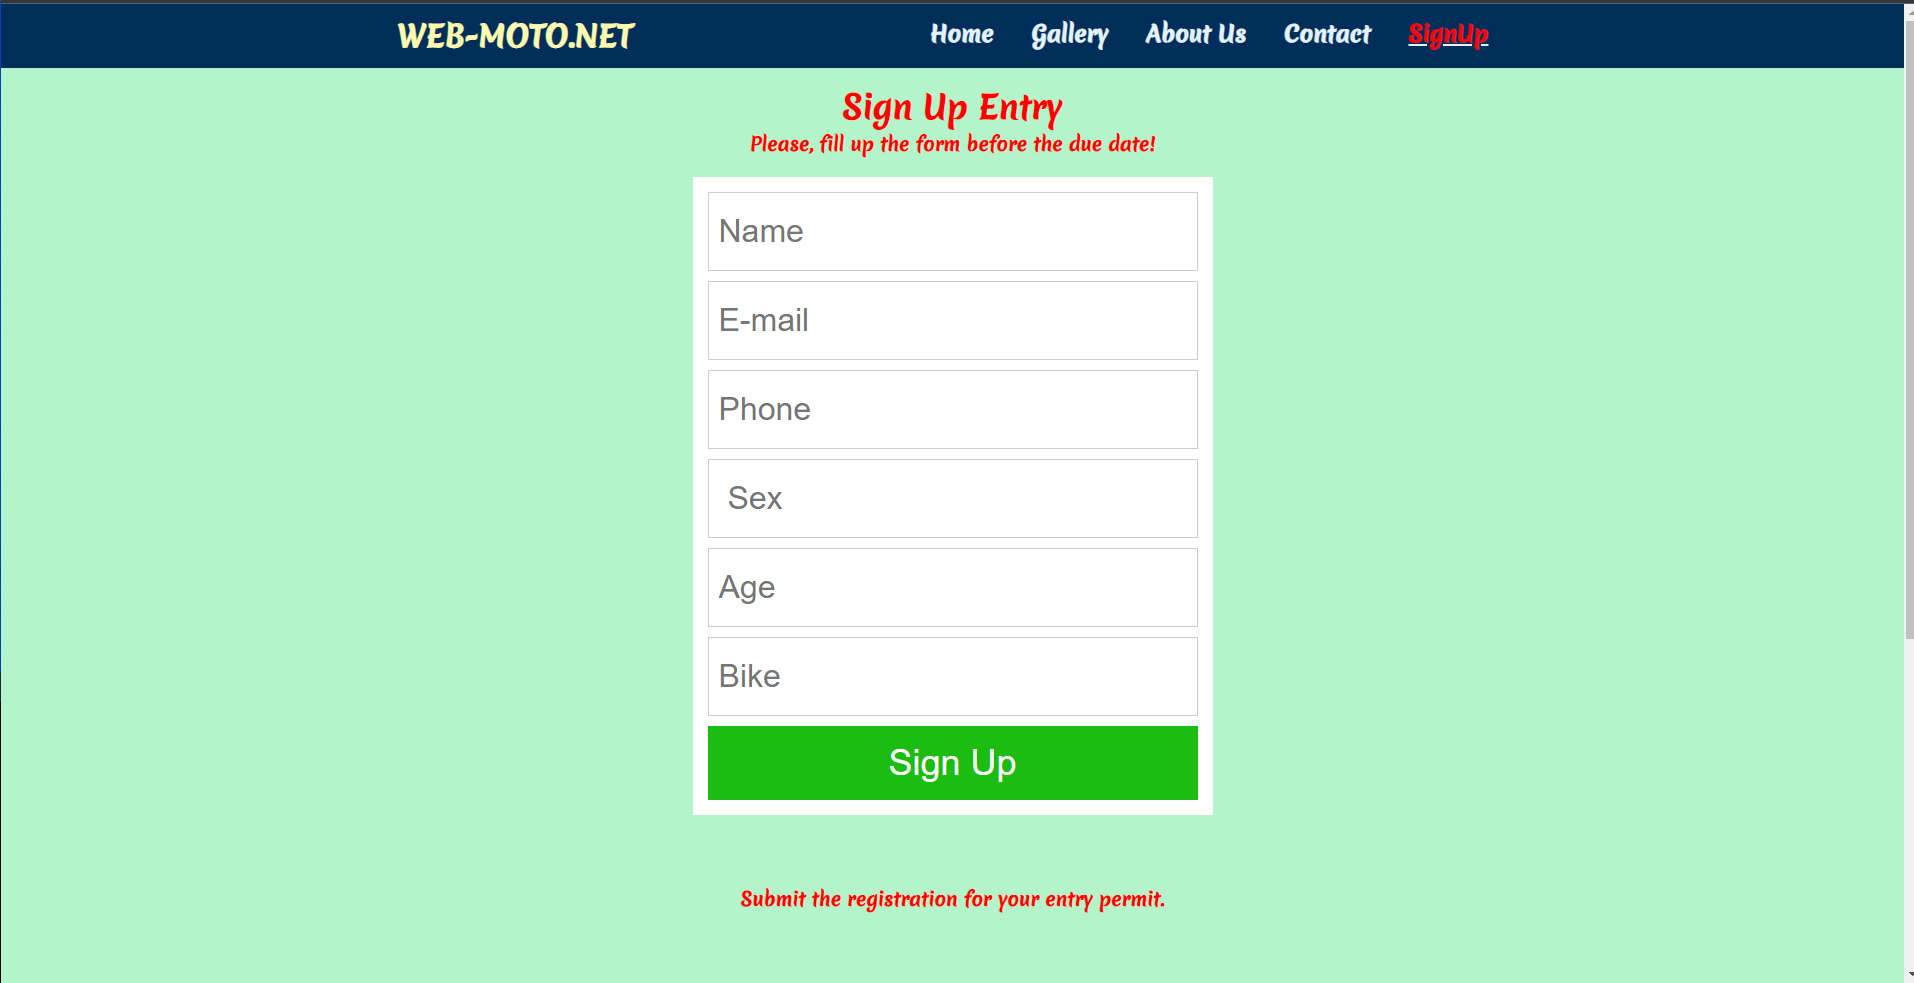 WEB-MOTO.NET Home Gallery About Us Contact SignUp
Sign Up Entry
Please, fill up the form before the due date!
Name
E-mail
Phone
Sex
Age
Bike
Sign Up
Submit the registration for your entry permit.